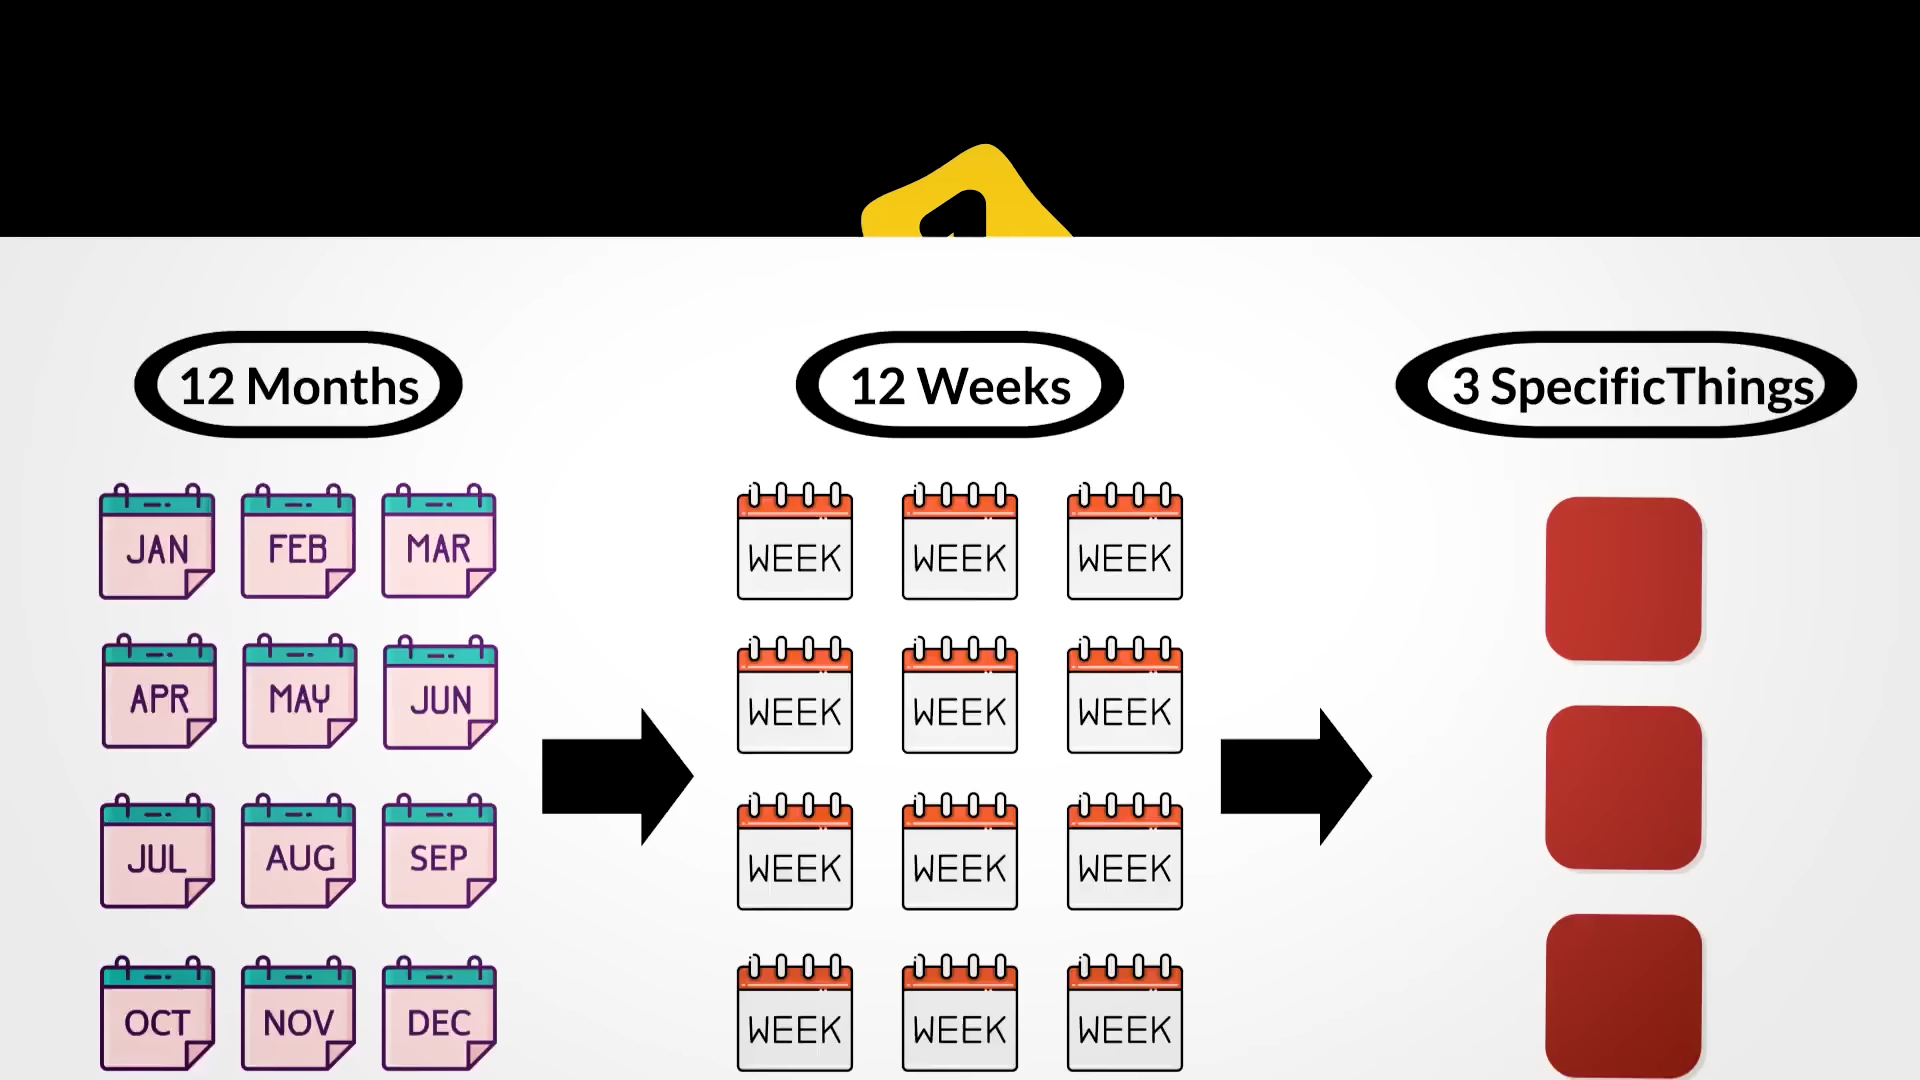 12 Months
12 Weeks
3 SpecificThings
JAN FEB MAR
WEEK WEEK WEEK
APR MAY JUN
WEEK WEEK WEEK
JUL AUG SEP
WEEK WEEK WEEK
OCT NOV DEC
WEEK WEEK WEEK